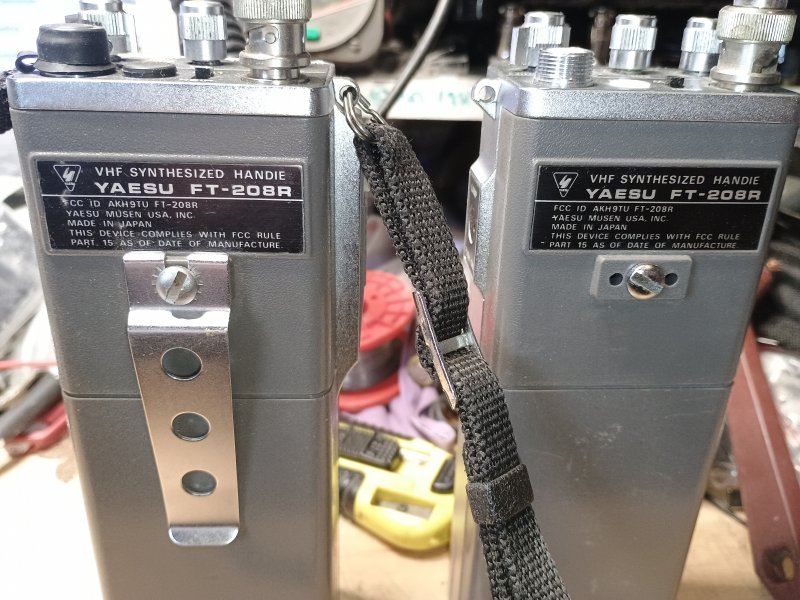 VHF SYNTHESIZED HANDIE
YAESU FT-208R
FCC ID AKH9TU FT-208R
YAESU MUSEN USA, INC.
MADE IN JAPAN
THIS DEVICE COMPLIES WITH FCC RULE
PART 15 AS OF DATE OF MANUFACTURE.
VHF SYNTHESIZED HANDIE
YAESU FT-208R
FCC ID AKH9TU FT-208R
YAESU MUSEN USA, INC.
MADE IN JAPAN
THIS DEVICE COMPLIES WITH FCC RULE
PART 15 AS OF DATE OF MANUFACTURE.